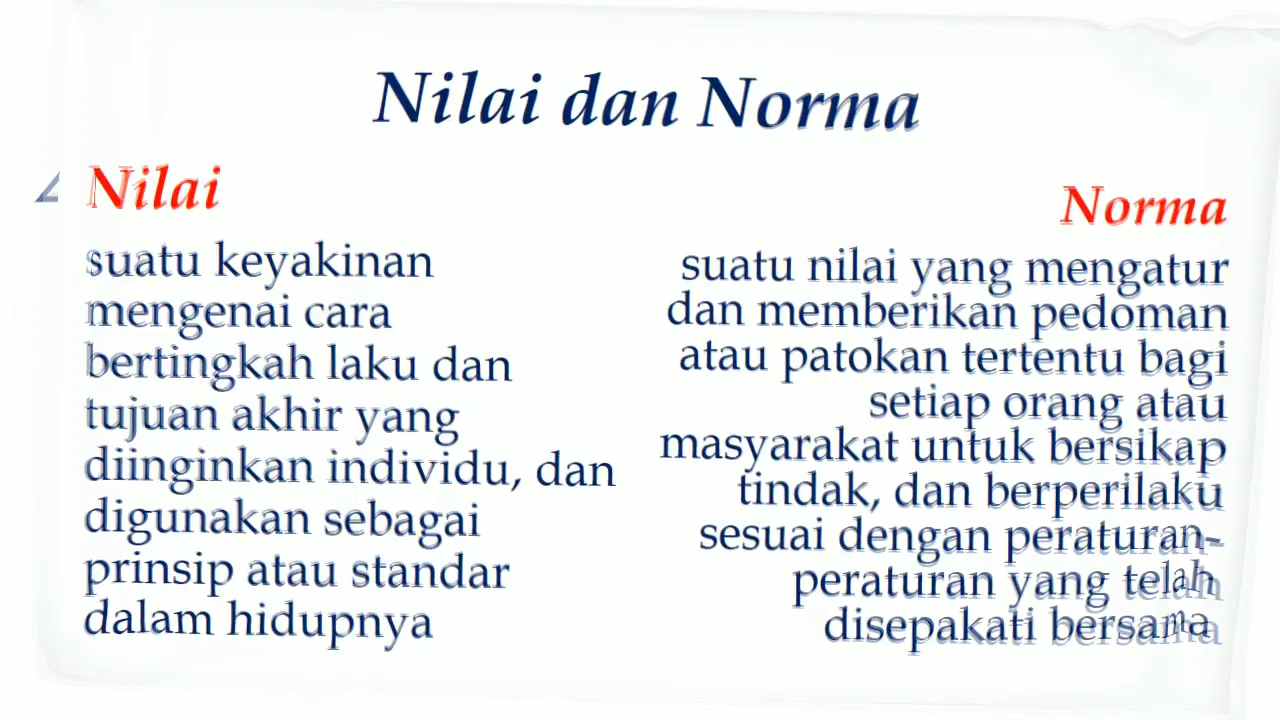 Nilai dan Norma
Nilai
suatu keyakinan
mengenai cara
bertingkah laku dan
tujuan akhir yang
diinginkan individu, dan
digunakan sebagai
prinsip atau standar
dalam hidupnya
Norma
suatu nilai yang mengatur
dan memberikan pedoman
atau patokan tertentu bagi
setiap orang atau
masyarakat untuk bersikap
tindak, dan berperilaku
sesuai dengan peraturan-
peraturan yang telah
disepakati bersama